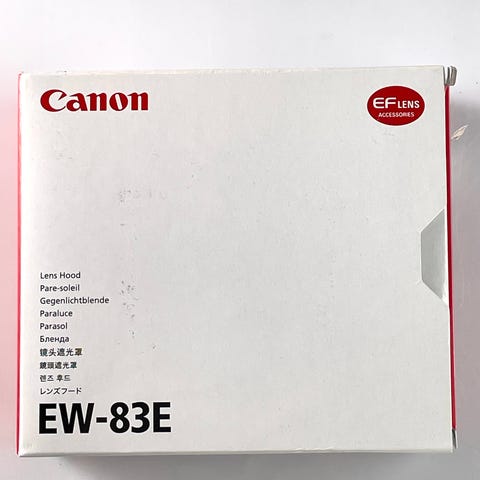 Canon
EF LENS
ACCESSORIES
Lens Hood
Pare-soleil
Gegenlichtblende
Paraluce
Parasol
Бленда
镜头遮光罩
鏡頭遮光罩
렌즈 후드
レンズフード
EW-83E